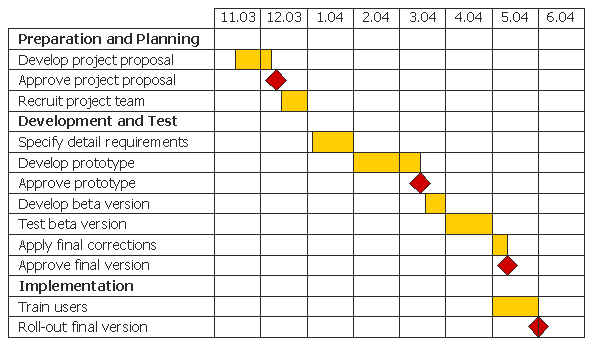 11.03 12.03 1.04 2.04 3.04 4.04 5.04 6.04
Preparation and Planning
Develop project proposal
Approve project proposal
Recruit project team
Development and Test
Specify detail requirements
Develop prototype
Approve prototype
Develop beta version
Test beta version
Apply final corrections
Approve final version
Implementation
Train users
Roll-out final version